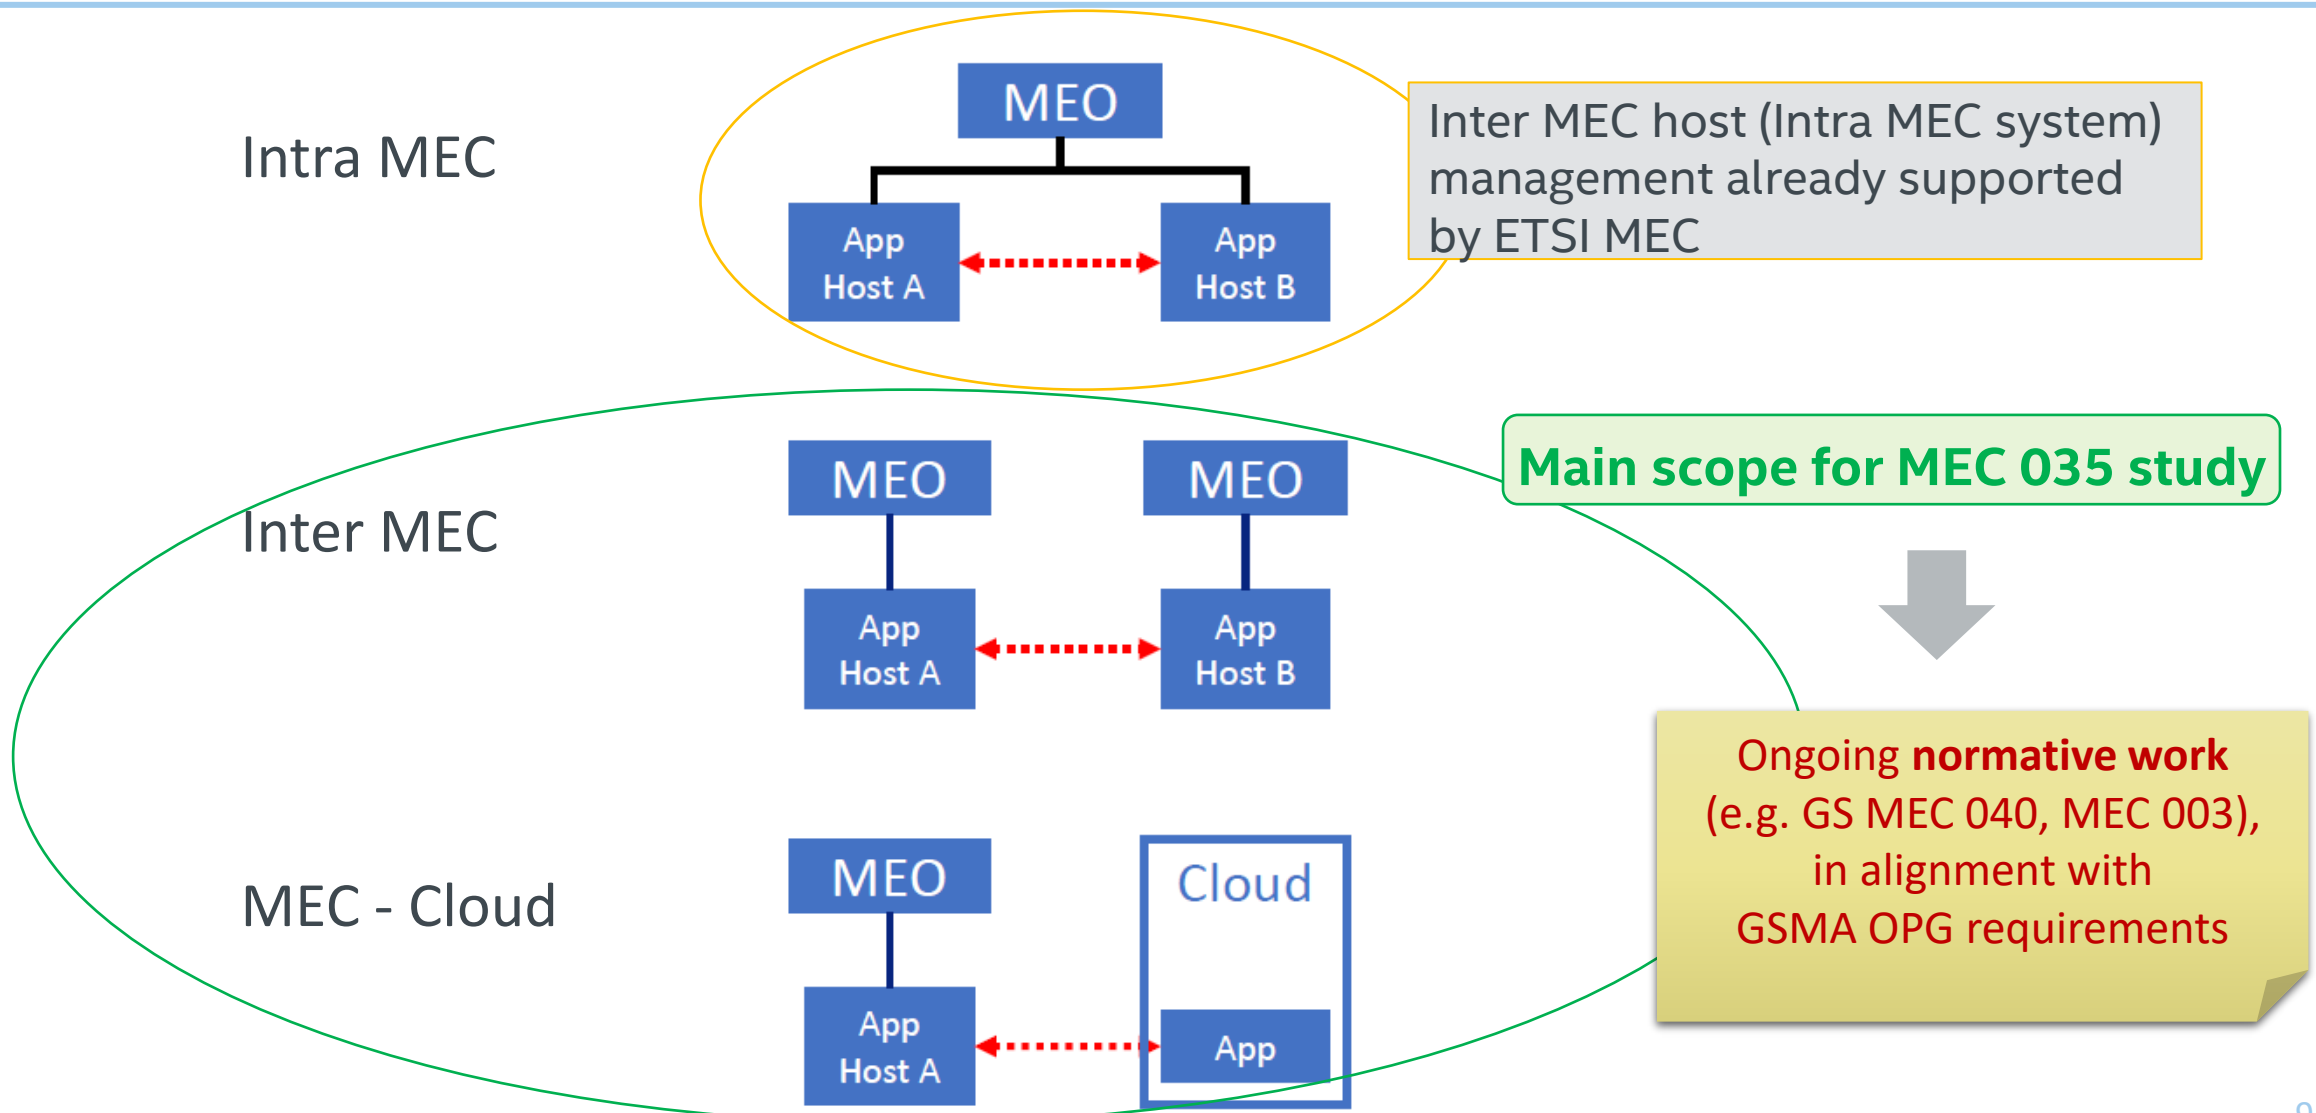 Intra MEC
MEO
App
Host A
App
Host B
Inter MEC host (Intra MEC system)
management already supported
by ETSI MEC
Inter MEC
MEO
MEO
App
Host A
App
Host B
Main scope for MEC 035 study
MEC - Cloud
MEO
App
Host A
Cloud
App
Ongoing normative work
(e.g. GS MEC 040, MEC 003),
in alignment with
GSMA OPG requirements